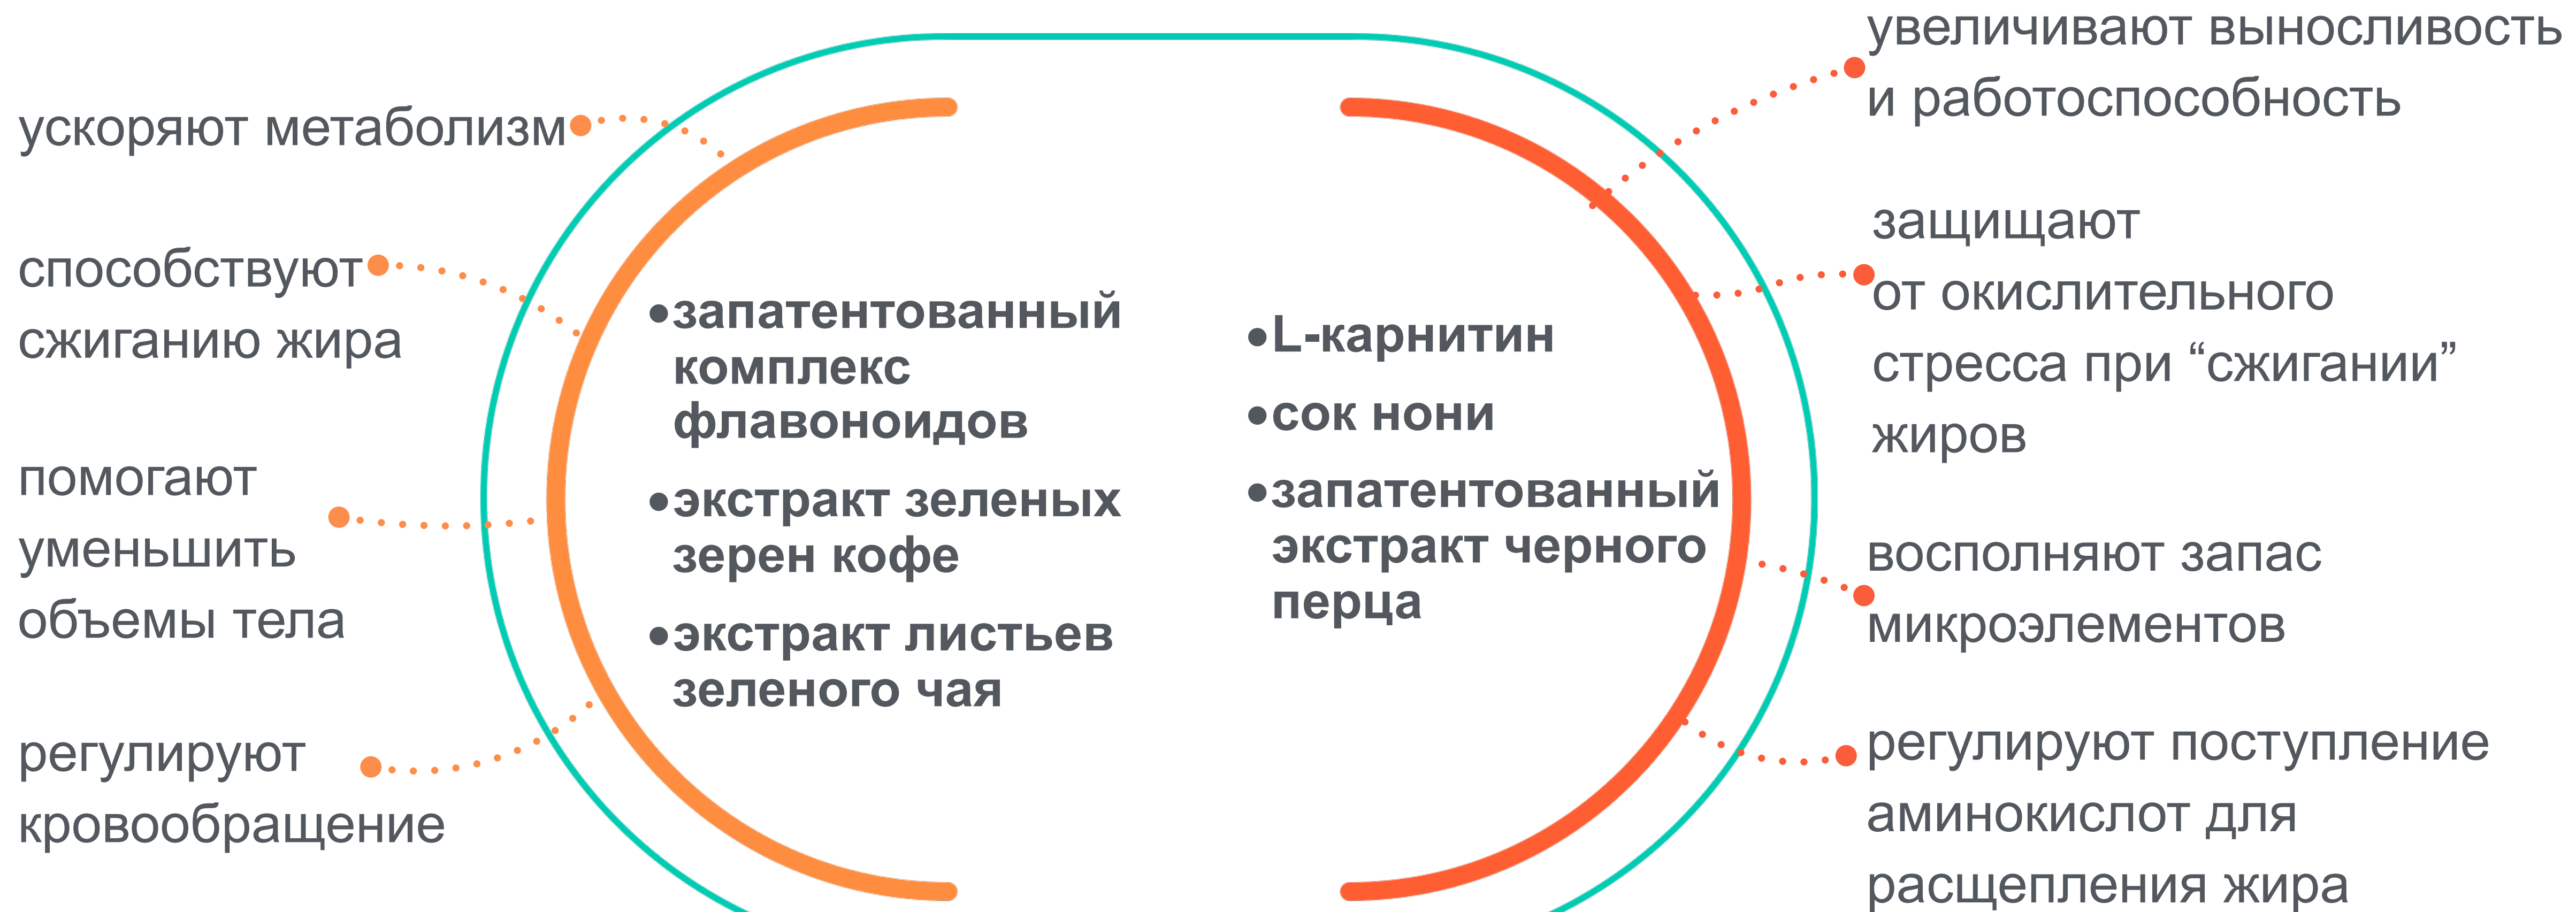 ускоряют метаболизм
способствуют
сжиганию жира
помогают
уменьшить
объемы тела
регулируют
кровообращение
•запатентованный
комплекс
флавоноидов
•экстракт зеленых
зерен кофе
•экстракт листьев
зеленого чая
•L-карнитин
•сок нони
•запатентованный
экстракт черного
перца
увеличивают выносливость
и работоспособность
защищают
от окислительного
стресса при “сжигании”
жиров
восполняют запас
микроэлементов
регулируют поступление
аминокислот для
расщепления жира